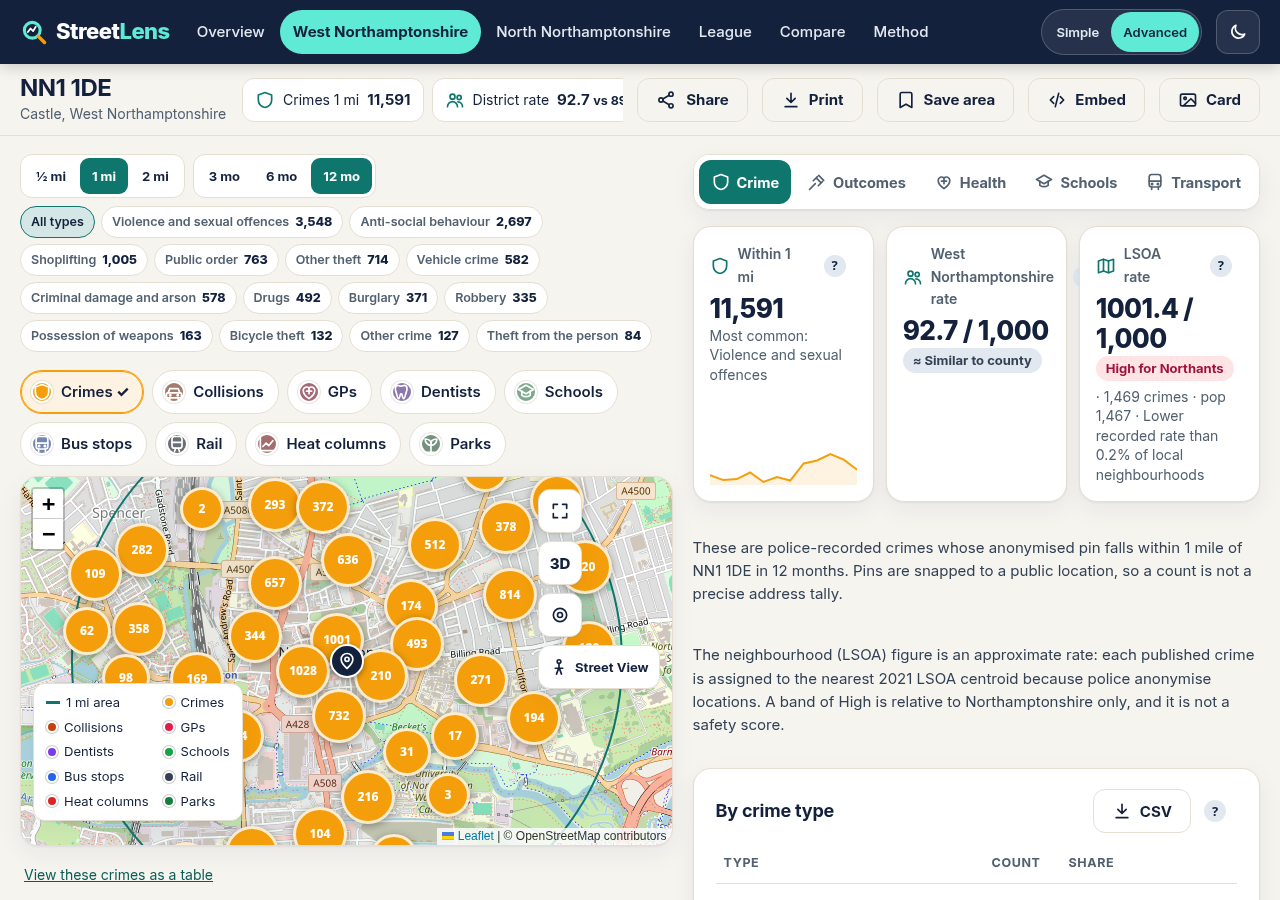 StreetLens Overview West Northamptonshire North Northamptonshire League Compare Method Simple Advanced
NN1 1DE
Castle, West Northamptonshire
Crimes 1 mi 11,591 District rate 92.7 vs 89
Share Print Save area Embed Card
½ mi 1 mi 2 mi 3 mo 6 mo 12 mo
All types Violence and sexual offences 3,548 Anti-social behaviour 2,697
Shoplifting 1,005 Public order 763 Other theft 714 Vehicle crime 582
Criminal damage and arson 578 Drugs 492 Burglary 371 Robbery 335
Possession of weapons 163 Bicycle theft 132 Other crime 127 Theft from the person 84
Crimes ✓ Collisions GPs Dentists Schools
Bus stops Rail Heat columns Parks
+
−
Spencer
Gladstone Road
2
A508
293
372
A4500
378
282
512
636
A4500
109
657
20
3D
814
174
St Andrew's Road
62
358
344
1001
493
Billing Road
1028
210
98
169
271
Street View
732
194
A428
Becket's
17
31
University of Northampton
A508
216
3
104
1 mi area Crimes
Collisions GPs
Dentists Schools
Bus stops Rail
Heat columns Parks
Leaflet | © OpenStreetMap contributors
View these crimes as a table
Crime Outcomes Health Schools Transport
Within 1 mi ?
11,591
Most common:
Violence and sexual
offences
West
Northamptonshire
rate
92.7 / 1,000
≈ Similar to county
LSOA
rate ?
1001.4 /
1,000
High for Northants
· 1,469 crimes · pop
1,467 · Lower
recorded rate than
0.2% of local
neighbourhoods
These are police-recorded crimes whose anonymised pin falls within 1 mile of
NN1 1DE in 12 months. Pins are snapped to a public location, so a count is not a
precise address tally.
The neighbourhood (LSOA) figure is an approximate rate: each published crime
is assigned to the nearest 2021 LSOA centroid because police anonymise
locations. A band of High is relative to Northamptonshire only, and it is not a
safety score.
By crime type CSV ?
TYPE COUNT SHARE